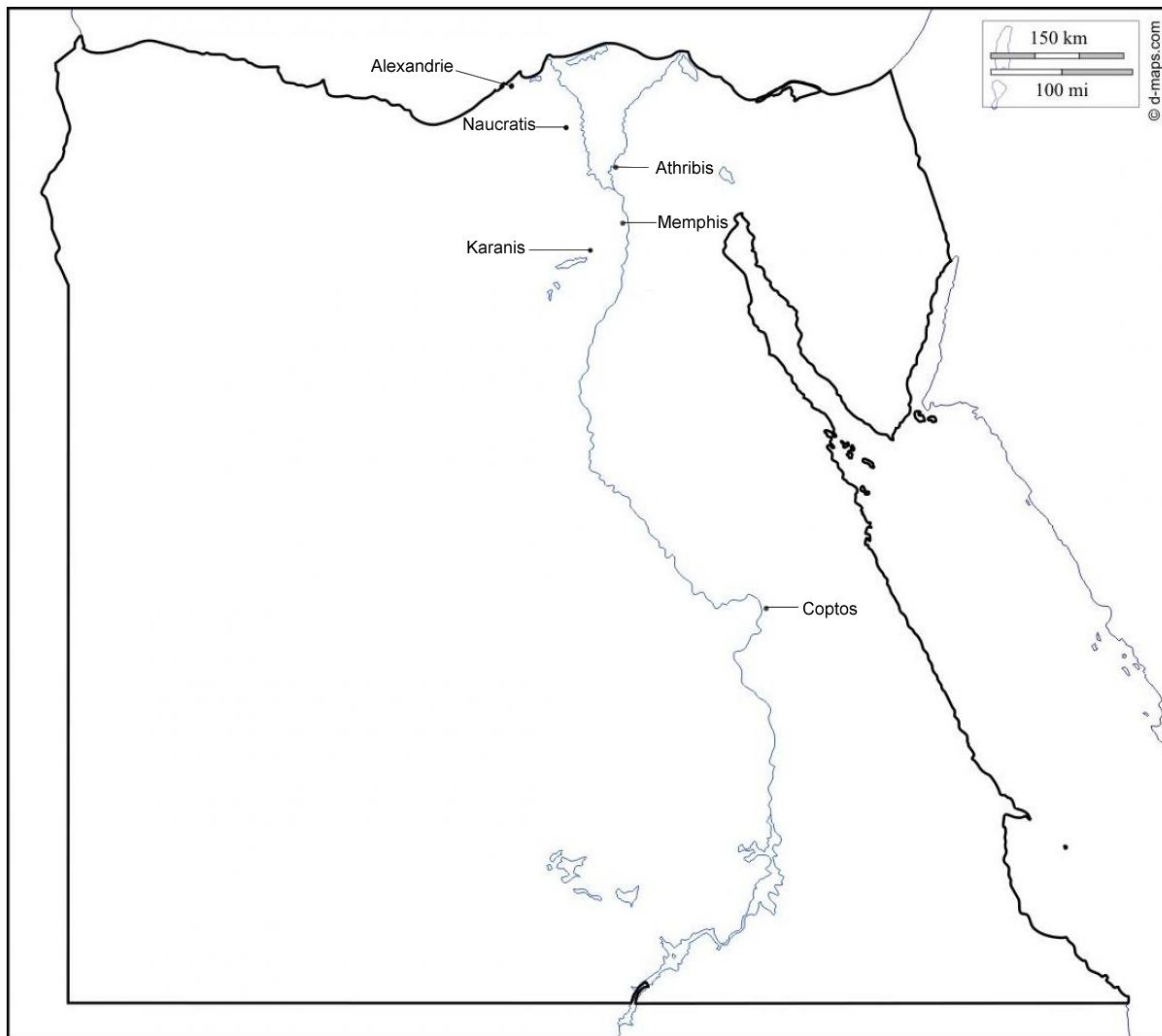 150 km
100 mi
© d-maps.com
Alexandrie
Naucratis
Athribis
Memphis
Karanis
Coptos